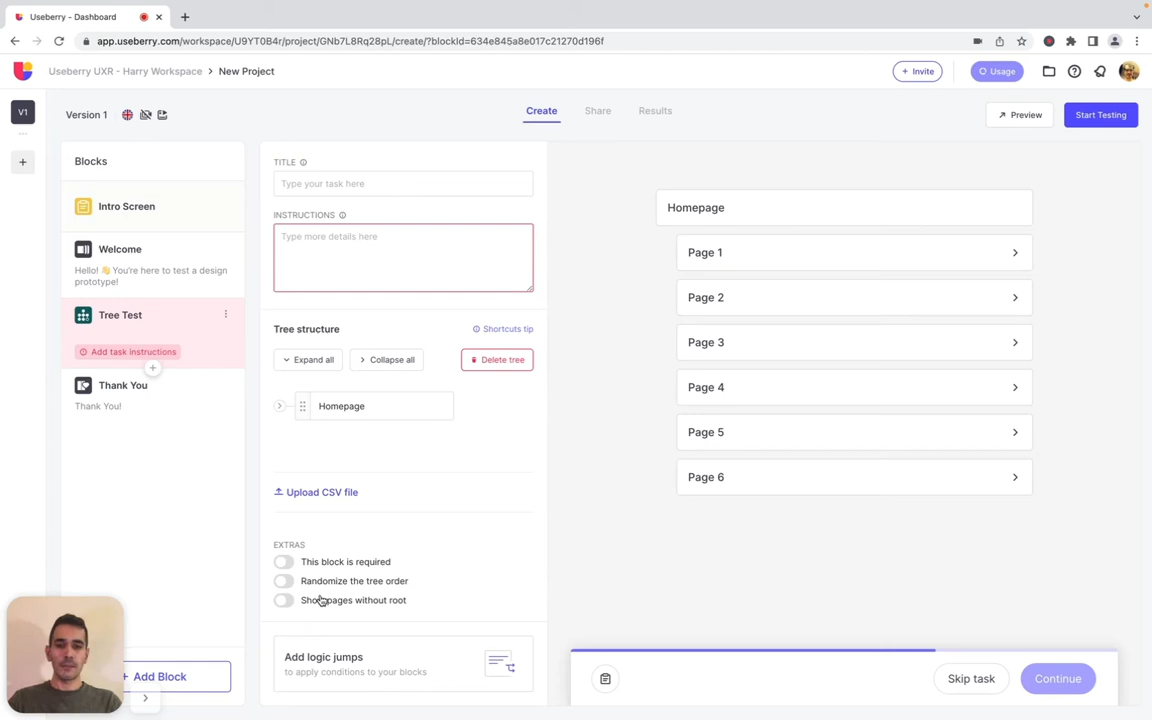 Useberry - Dashboard
app.useberry.com/workspace/U9YT0B4r/project/GNb7L8Rq28pL/create/?blockId=634e845a8e017c21270d196f
Useberry UXR - Harry Workspace > New Project
+ Invite
Usage
V1
Version 1
Create
Share
Results
Preview
Start Testing
Blocks
Intro Screen
Welcome
Hello! 👋 You're here to test a design
prototype!
Tree Test
Add task instructions
Thank You
Thank You!
+ Add Block
TITLE
Type your task here
INSTRUCTIONS
Type more details here
Tree structure
Shortcuts tip
Expand all
Collapse all
Delete tree
Homepage
Upload CSV file
EXTRAS
This block is required
Randomize the tree order
Show pages without root
Add logic jumps
to apply conditions to your blocks
Homepage
Page 1
Page 2
Page 3
Page 4
Page 5
Page 6
Skip task
Continue